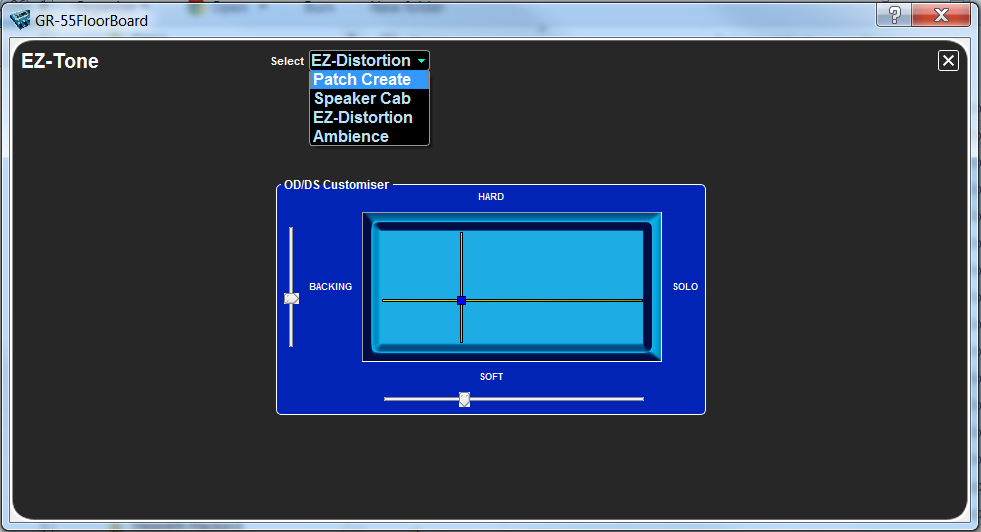 GR-55FloorBoard
EZ-Tone
Select
EZ-Distortion
Patch Create
Speaker Cab
EZ-Distortion
Ambience
OD/DS Customiser
HARD
BACKING
SOLO
SOFT